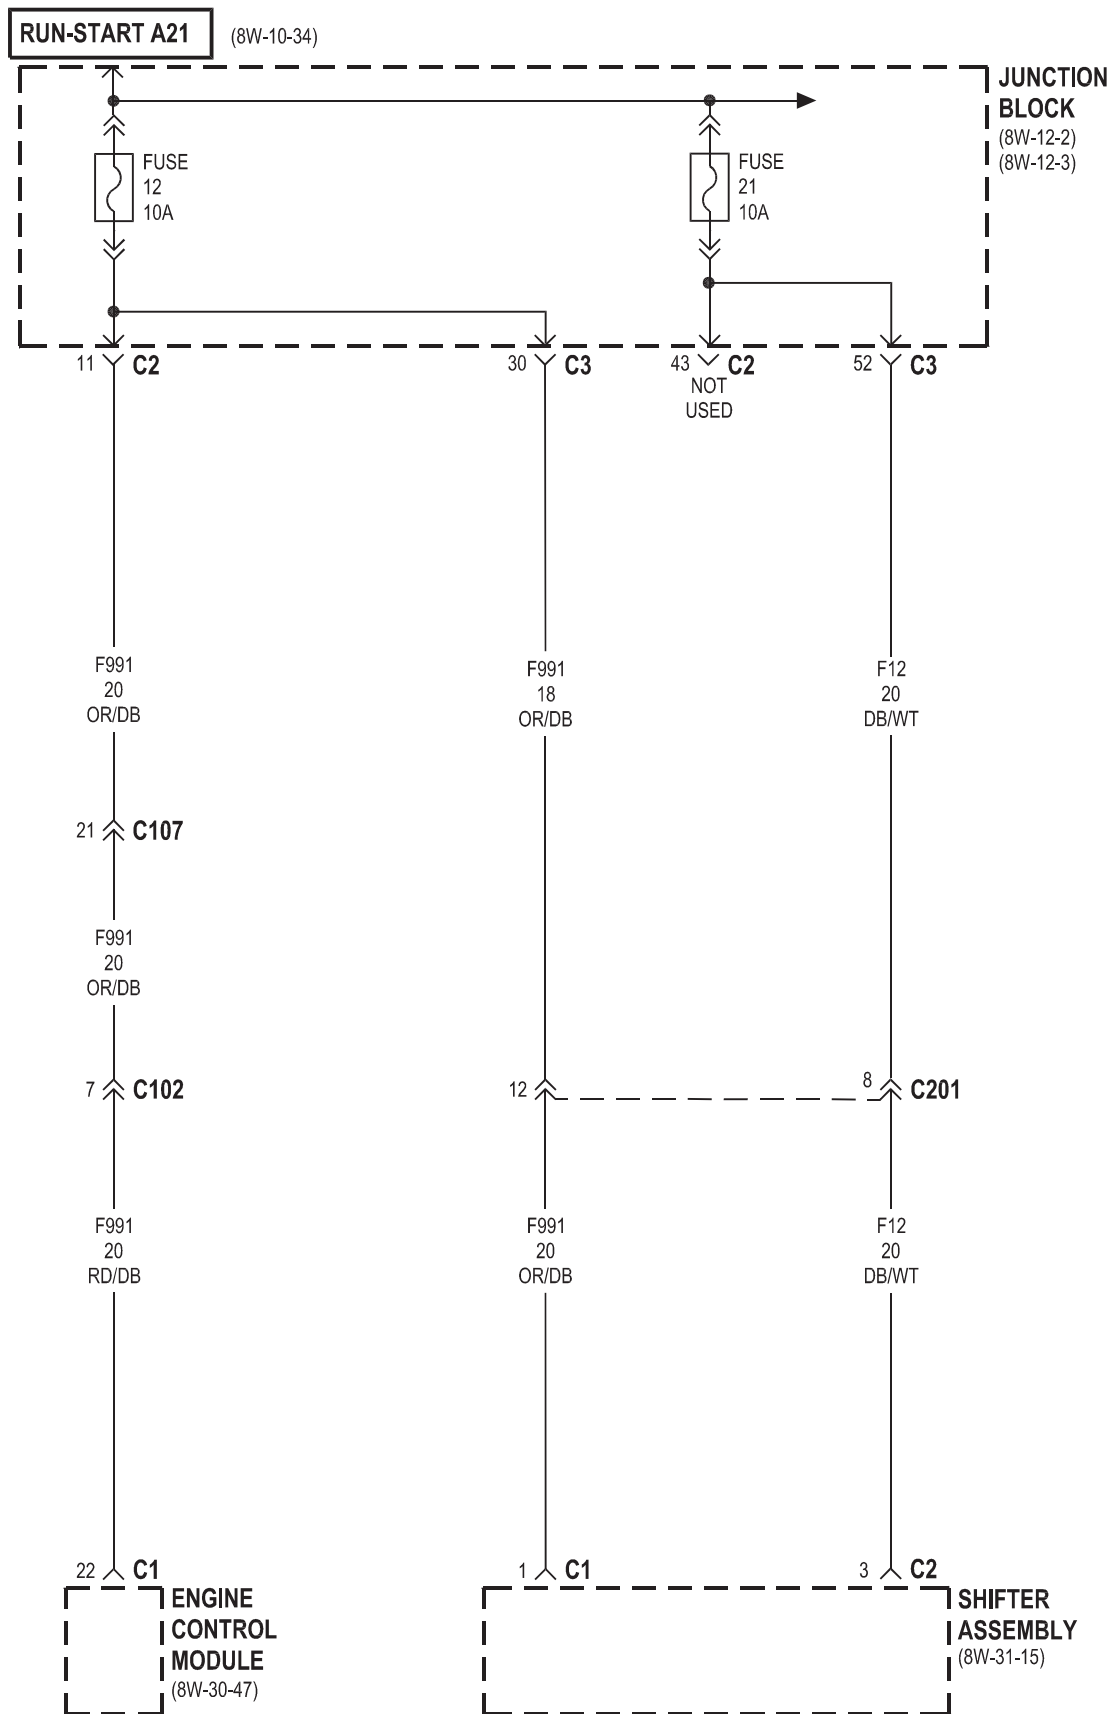 RUN-START A21 (8W-10-34)
JUNCTION
BLOCK
(8W-12-2)
(8W-12-3)
FUSE
12
10A
FUSE
21
10A
11 C2
30 C3
43 C2
NOT
USED
52 C3
F991
20
OR/DB
F991
18
OR/DB
F12
20
DB/WT
21 C107
F991
20
OR/DB
7 C102
12
8 C201
F991
20
RD/DB
F991
20
OR/DB
F12
20
DB/WT
22 C1
1 C1
3 C2
ENGINE
CONTROL
MODULE
(8W-30-47)
SHIFTER
ASSEMBLY
(8W-31-15)